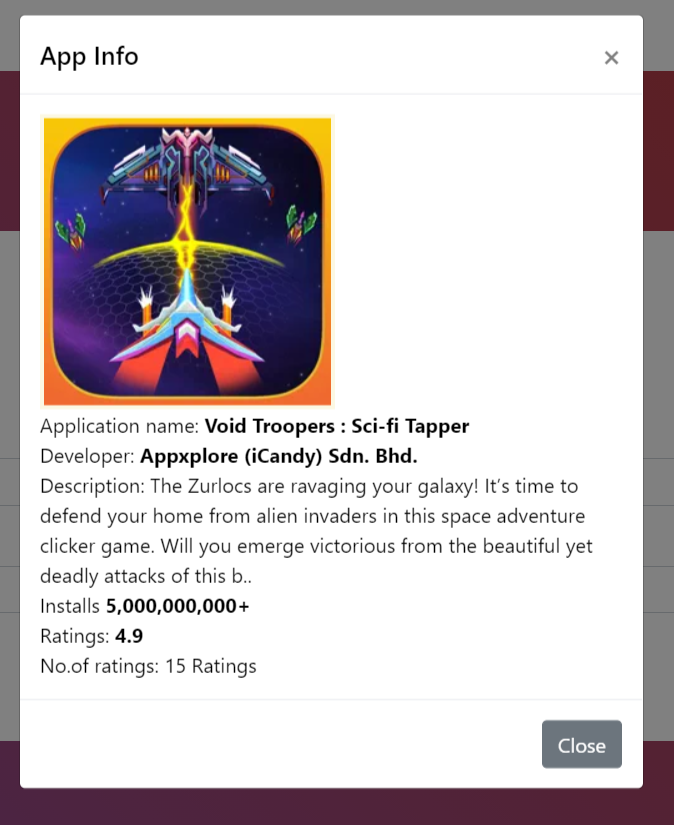 App Info
×
Application name: Void Troopers : Sci-fi Tapper
Developer: Appxplore (iCandy) Sdn. Bhd.
Description: The Zurlocs are ravaging your galaxy! It’s time to
defend your home from alien invaders in this space adventure
clicker game. Will you emerge victorious from the beautiful yet
deadly attacks of this b..
Installs 5,000,000,000+
Ratings: 4.9
No.of ratings: 15 Ratings
Close